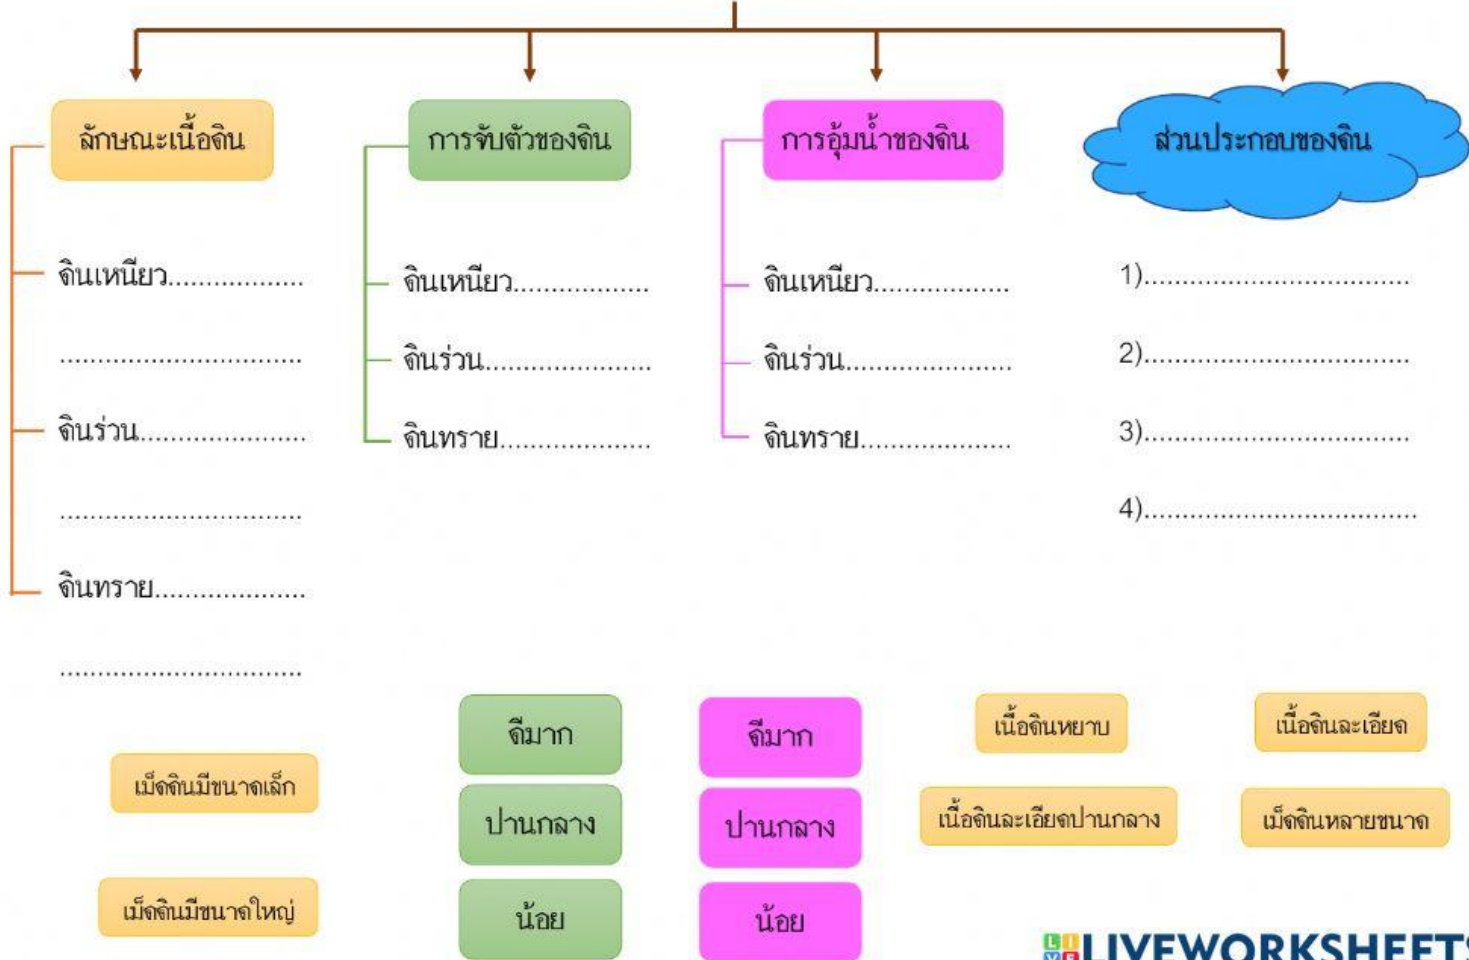 ลักษณะเนื้อดิน
การจับตัวของดิน
การอุ้มน้ำของดิน
ส่วนประกอบของดิน
ดินเหนียว..................
................................
ดินร่วน......................
................................
ดินทราย....................
................................
ดินเหนียว..................
ดินร่วน......................
ดินทราย....................
ดินเหนียว..................
ดินร่วน......................
ดินทราย....................
1)...................................
2)...................................
3)...................................
4)....................................
เม็ดดินมีขนาดเล็ก
เม็ดดินมีขนาดใหญ่
ดีมาก
ปานกลาง
น้อย
ดีมาก
ปานกลาง
น้อย
เนื้อดินหยาบ
เนื้อดินละเอียด
เนื้อดินละเอียดปานกลาง
เม็ดดินหลายขนาด
LIVEWORKSHEETS